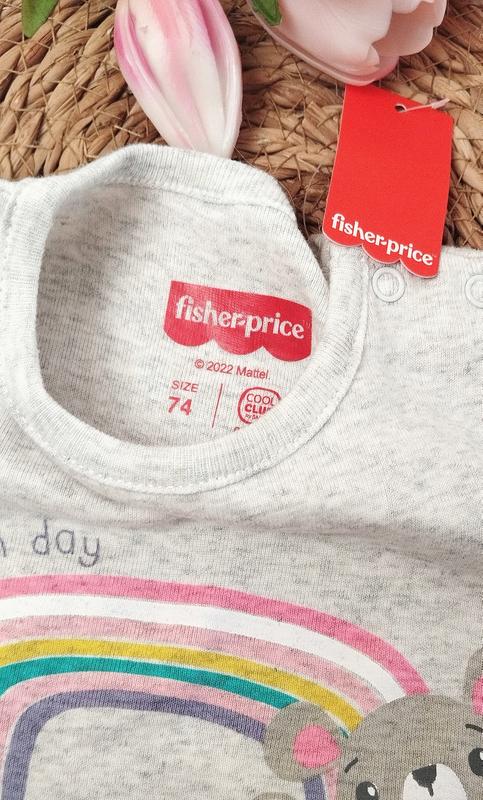 fisher-price
fisher-price
© 2022 Mattel.
SIZE
74
COOL
CLUB
day